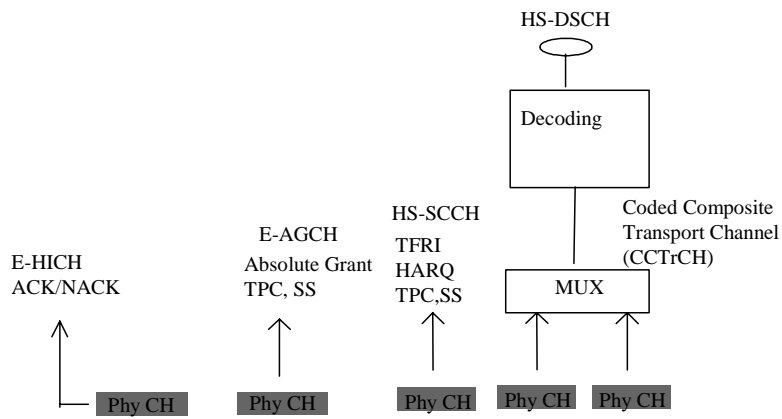 HS-DSCH
Decoding
HS-SCCH
TFRI
HARQ
TPC,SS
Coded Composite
Transport Channel
(CCTrCH)
E-AGCH
Absolute Grant
TPC, SS
E-HICH
ACK/NACK
MUX
Phy CH
Phy CH
Phy CH
Phy CH
Phy CH